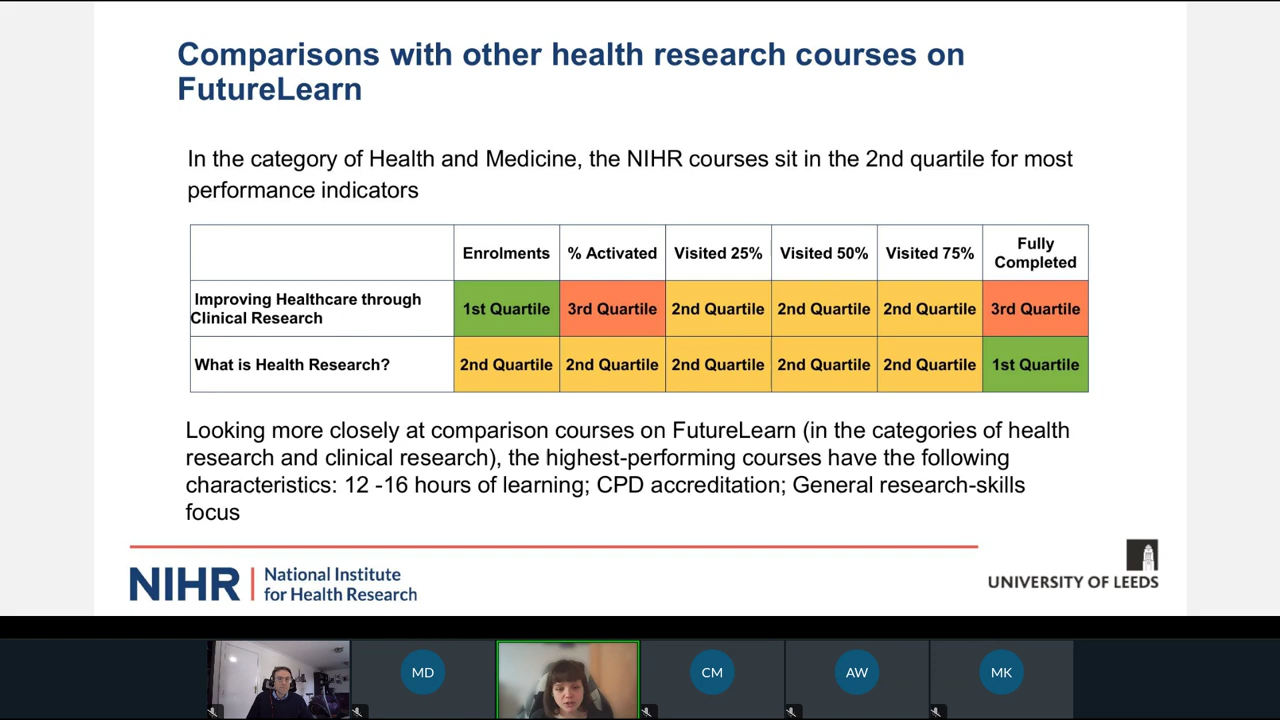 Comparisons with other health research courses on
FutureLearn
In the category of Health and Medicine, the NIHR courses sit in the 2nd quartile for most
performance indicators
Enrolments
% Activated
Visited 25%
Visited 50%
Visited 75%
Fully
Completed
Improving Healthcare through
Clinical Research
1st Quartile
3rd Quartile
2nd Quartile
2nd Quartile
2nd Quartile
3rd Quartile
What is Health Research?
2nd Quartile
2nd Quartile
2nd Quartile
2nd Quartile
2nd Quartile
1st Quartile
Looking more closely at comparison courses on FutureLearn (in the categories of health
research and clinical research), the highest-performing courses have the following
characteristics: 12 -16 hours of learning; CPD accreditation; General research-skills
focus
NIHR
National Institute
for Health Research
UNIVERSITY OF LEEDS
MD
CM
AW
MK